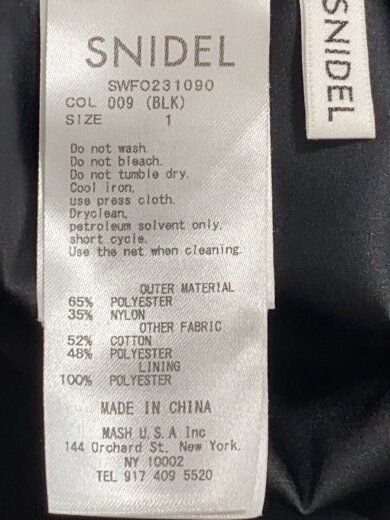 SNIDEL
SNIDEL
SWFO231090
COL 009 (BLK)
SIZE 1
Do not wash.
Do not bleach.
Do not tumble dry.
Cool iron,
use press cloth.
Dryclean,
petroleum solvent only.
short cycle.
Use the net when cleaning.
OUTER MATERIAL
65% POLYESTER
35% NYLON
OTHER FABRIC
52% COTTON
48% POLYESTER
LINING
100% POLYESTER
MADE IN CHINA
MASH U.S.A Inc
144 Orchard St. New York.
NY 10002
TEL 917 409 5520